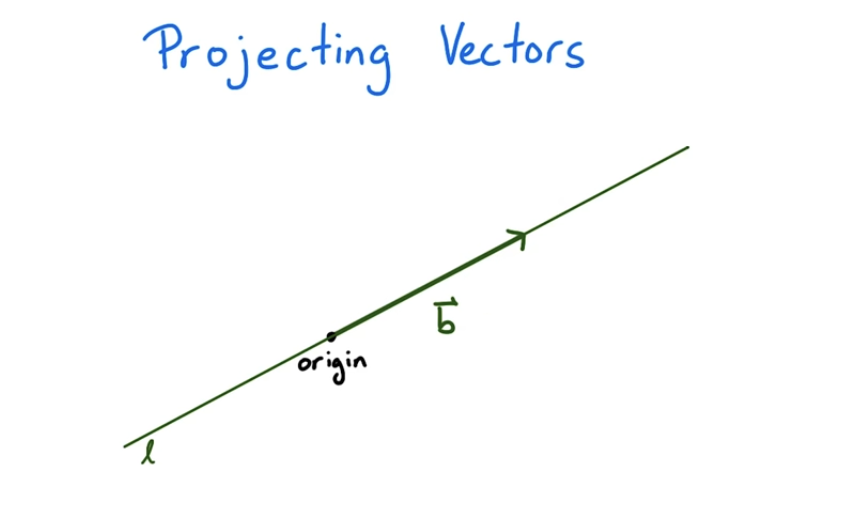 Projecting Vectors
b⃗
origin
l